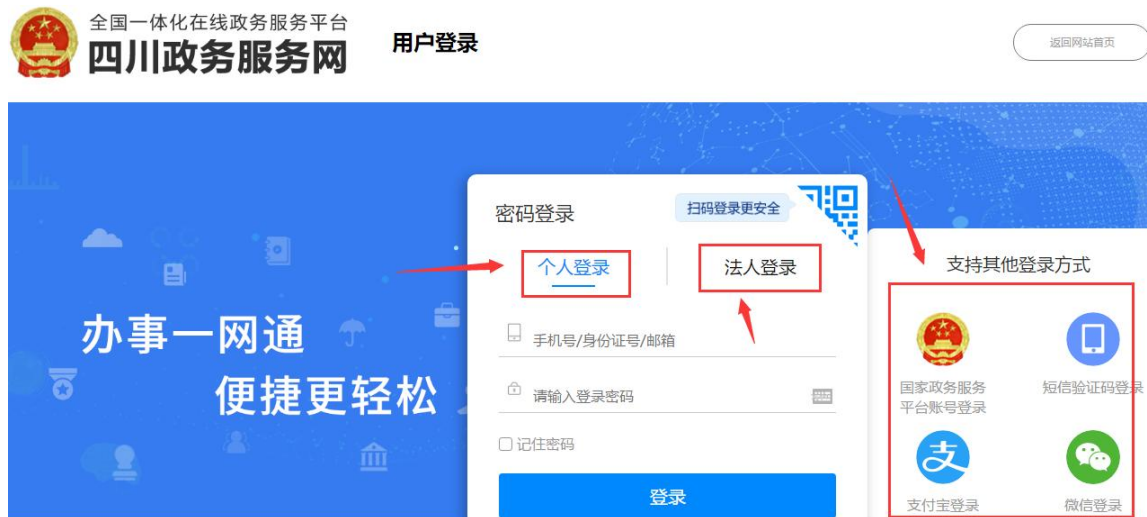 全国一体化在线政务服务平台
四川政务服务网
用户登录
返回网站首页
办事一网通
便捷更轻松
密码登录
扫码登录更安全
个人登录
法人登录
手机号/身份证号/邮箱
请输入登录密码
记住密码
登录
支持其他登录方式
国家政务服务
平台账号登录
短信验证码登录
支付宝登录
微信登录